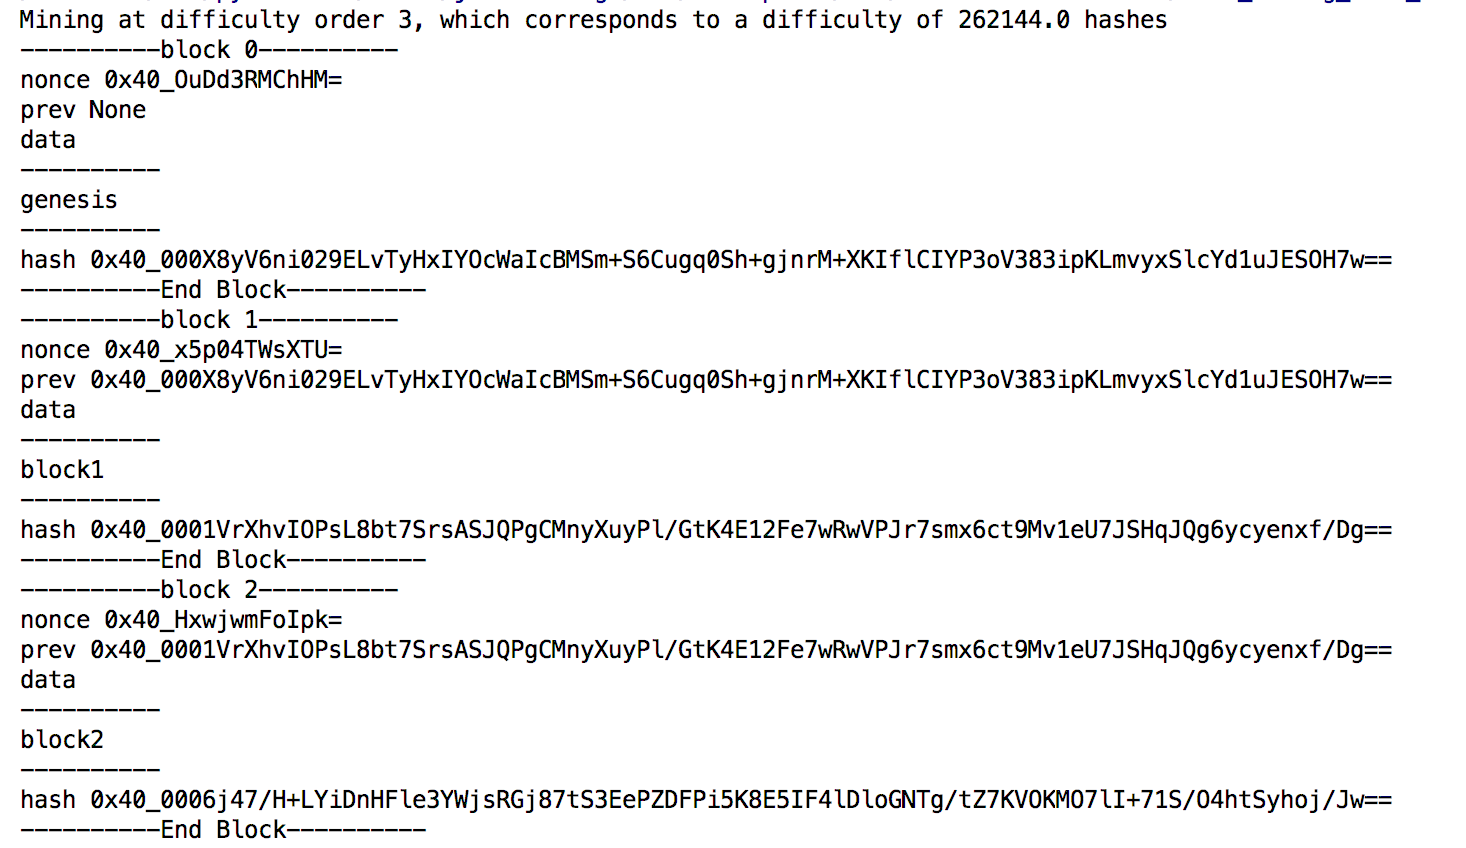 Mining at difficulty order 3, which corresponds to a difficulty of 262144.0 hashes
----------block 0----------
nonce 0x40_OuDd3RMChHM=
prev None
data
----------
genesis
----------
hash 0x40_000X8yV6ni029ELvTyHxIYOcWaIcBMSm+S6Cugq0Sh+gjnrM+XKIflCIYP3oV383ipKLmvyxSlcYd1uJESOH7w==
----------End Block----------
----------block 1----------
nonce 0x40_x5p04TWsXTU=
prev 0x40_000X8yV6ni029ELvTyHxIYOcWaIcBMSm+S6Cugq0Sh+gjnrM+XKIflCIYP3oV383ipKLmvyxSlcYd1uJESOH7w==
data
----------
block1
----------
hash 0x40_0001VrXhvIOPsL8bt7SrsASJQPgCMnyXuyPl/GtK4E12Fe7wRwVPJr7smx6ct9Mv1eU7JSHqJQg6ycyenxf/Dg==
----------End Block----------
----------block 2----------
nonce 0x40_HxwjwmFoIpk=
prev 0x40_0001VrXhvIOPsL8bt7SrsASJQPgCMnyXuyPl/GtK4E12Fe7wRwVPJr7smx6ct9Mv1eU7JSHqJQg6ycyenxf/Dg==
data
----------
block2
----------
hash 0x40_0006j47/H+LYiDnHFle3YWjsRGj87tS3EePZDFPi5K8E5IF4lDloGNTg/tZ7KVOKMO7lI+71S/O4htSyhoj/Jw==
----------End Block----------